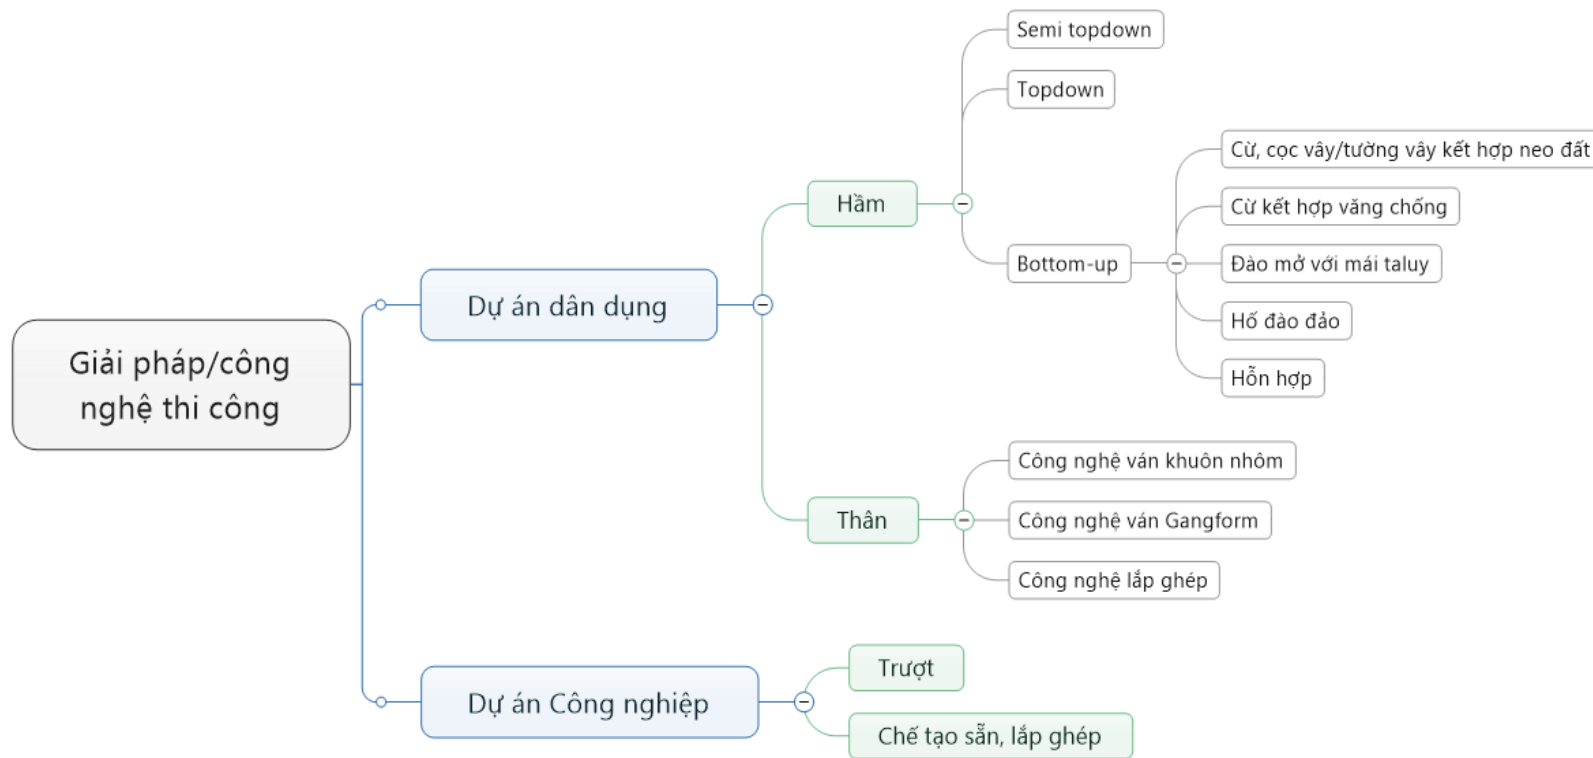 Giải pháp/công
nghệ thi công
Dự án dân dụng
Hầm
Semi topdown
Topdown
Bottom-up
Cừ, cọc vây/tường vây kết hợp neo đất
Cừ kết hợp văng chống
Đào mở với mái taluy
Hố đào đảo
Hỗn hợp
Thân
Công nghệ ván khuôn nhôm
Công nghệ ván Gangform
Công nghệ lắp ghép
Dự án Công nghiệp
Trượt
Chế tạo sẵn, lắp ghép